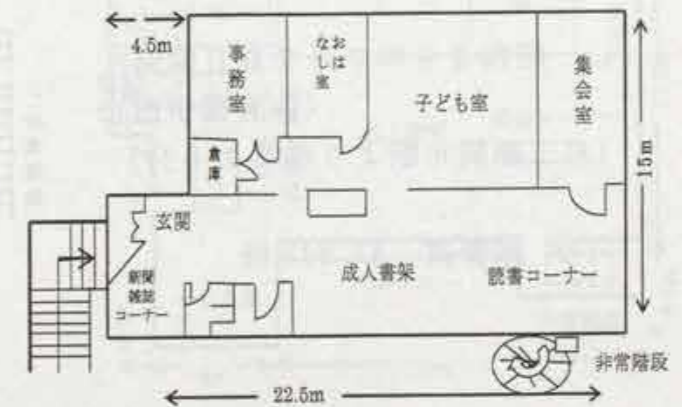 4.5m
事務室
おは
なし室
子ども室
集会室
倉庫
15m
玄関
新聞
雑誌
コーナー
成人書架
読書コーナー
非常階段
22.5m